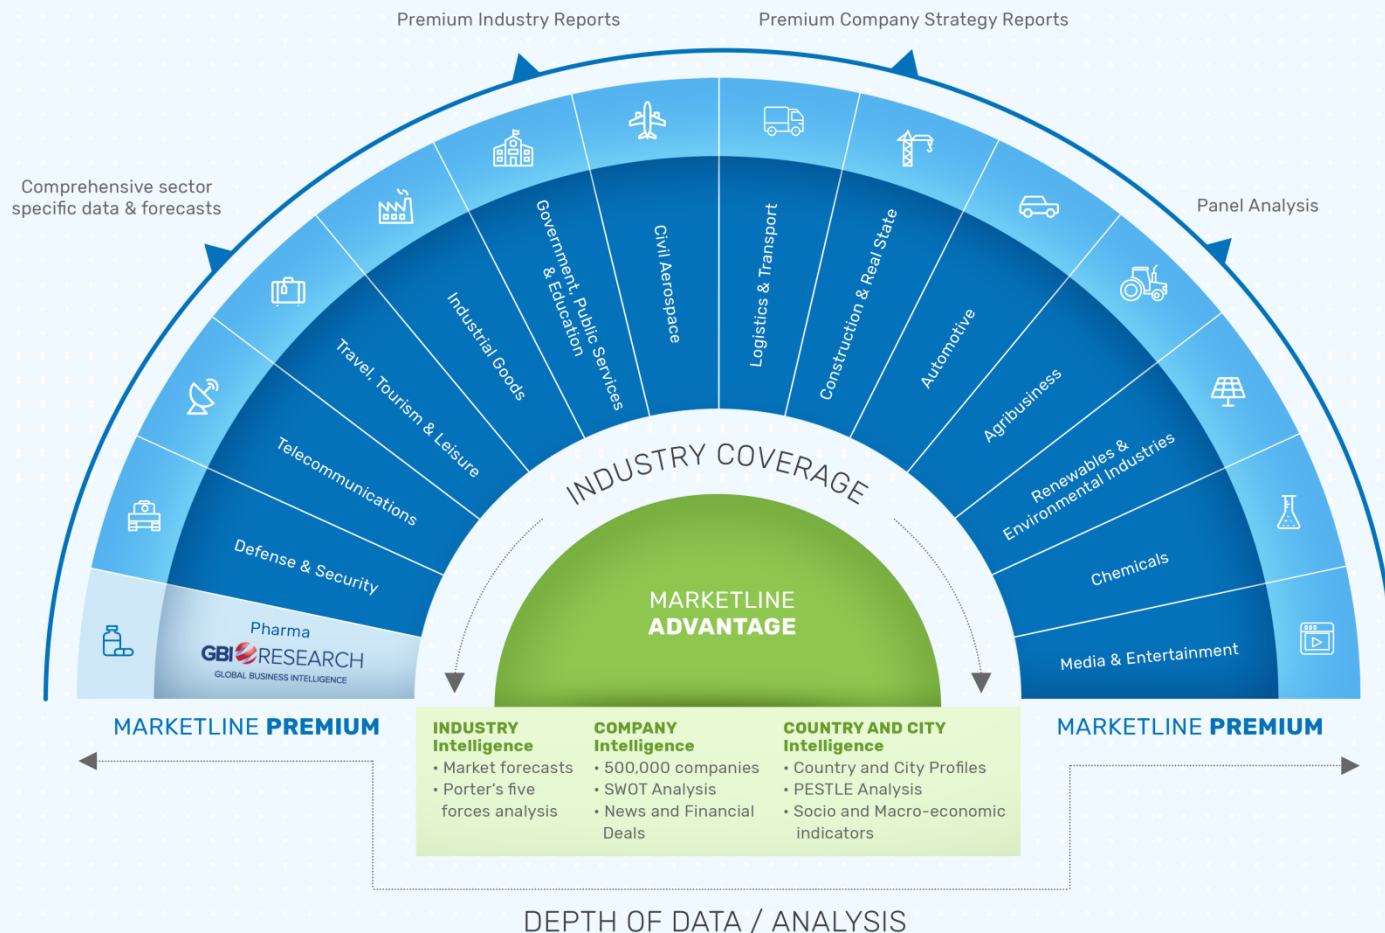 Premium Industry Reports
Premium Company Strategy Reports
Comprehensive sector
specific data & forecasts
Panel Analysis
Pharma
GBI RESEARCH
GLOBAL BUSINESS INTELLIGENCE
Defense & Security
Telecommunications
Travel, Tourism & Leisure
Industrial Goods
Government, Public Services
& Education
Civil Aerospace
Logistics & Transport
Construction & Real State
Automotive
Agribusiness
Renewables &
Environmental Industries
Chemicals
Media & Entertainment
INDUSTRY COVERAGE
MARKETLINE
ADVANTAGE
MARKETLINE PREMIUM
MARKETLINE PREMIUM
INDUSTRY
Intelligence
• Market forecasts
• Porter's five
forces analysis
COMPANY
Intelligence
• 500,000 companies
• SWOT Analysis
• News and Financial
Deals
COUNTRY AND CITY
Intelligence
• Country and City Profiles
• PESTLE Analysis
• Socio and Macro-economic
indicators
DEPTH OF DATA / ANALYSIS